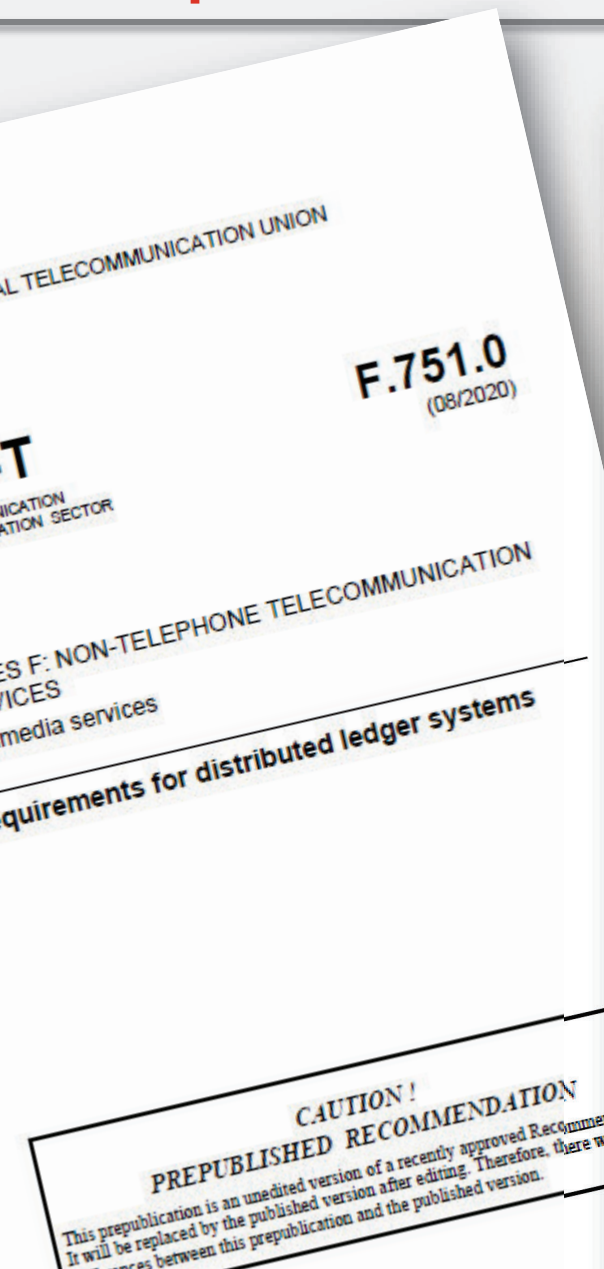 AL TELECOMMUNICATION UNION
F.751.0
(08/2020)
-T
NICATION
ATION SECTOR
ES F: NON-TELEPHONE TELECOMMUNICATION
VICES
media services
quirements for distributed ledger systems
CAUTION !
PREPUBLISHED RECOMMENDATION
This prepublication is an unedited version of a recently approved Recommen
It will be replaced by the published version after editing. Therefore, there w
ences between this prepublication and the published version.